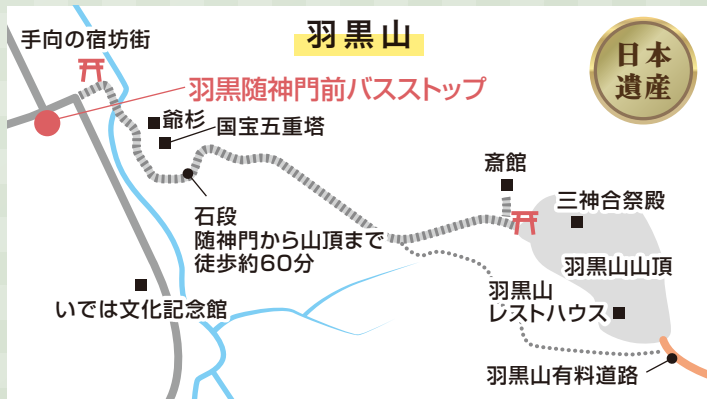 羽黒山
日本
遺産
手向の宿坊街
羽黒随神門前バスストップ
爺杉
国宝五重塔
斎館
三神合祭殿
石段
随神門から山頂まで
徒歩約60分
羽黒山山頂
羽黒山
レストハウス
いでは文化記念館
羽黒山有料道路